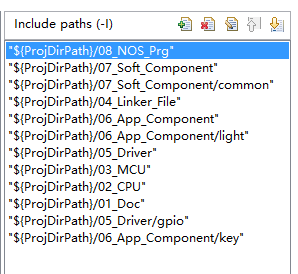 Include paths (-I)
"${ProjDirPath}/08_NOS_Prg"
"${ProjDirPath}/07_Soft_Component"
"${ProjDirPath}/07_Soft_Component/common"
"${ProjDirPath}/04_Linker_File"
"${ProjDirPath}/06_App_Component"
"${ProjDirPath}/06_App_Component/light"
"${ProjDirPath}/05_Driver"
"${ProjDirPath}/03_MCU"
"${ProjDirPath}/02_CPU"
"${ProjDirPath}/01_Doc"
"${ProjDirPath}/05_Driver/gpio"
"${ProjDirPath}/06_App_Component/key"